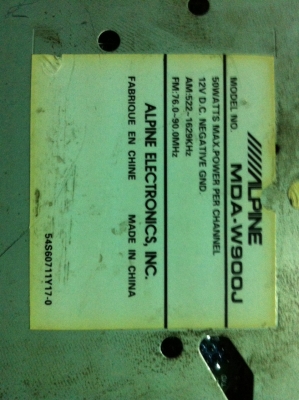 ALPINE
MODEL NO. MDA-W900J
50WATTS MAX.POWER PER CHANNEL
12V D.C. NEGATIVE GND
AM:522-1629KHz
FM:76.0-90.0MHz
ALPINE ELECTRONICS, INC.
FABRIQUE EN CHINE MADE IN CHINA
54S60711Y17-0